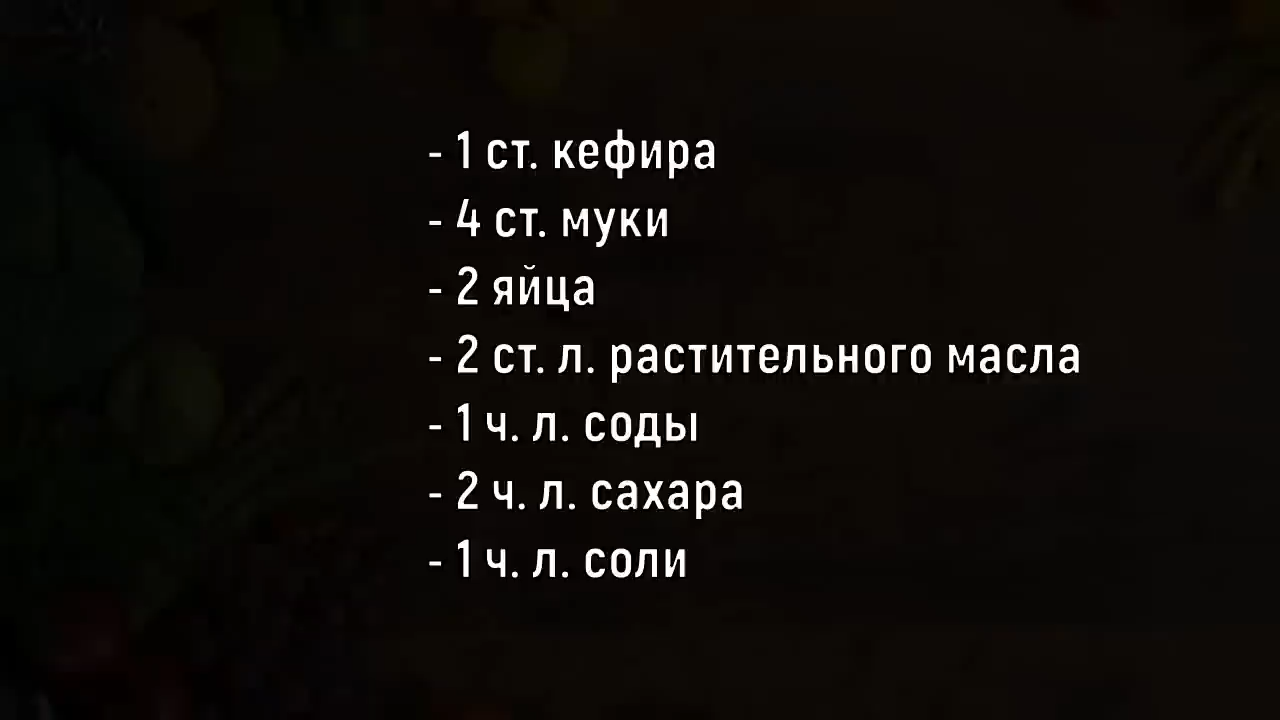 - 1 ст. кефира
- 4 ст. муки
- 2 яйца
- 2 ст. л. растительного масла
- 1 ч. л. соды
- 2 ч. л. сахара
- 1 ч. л. соли